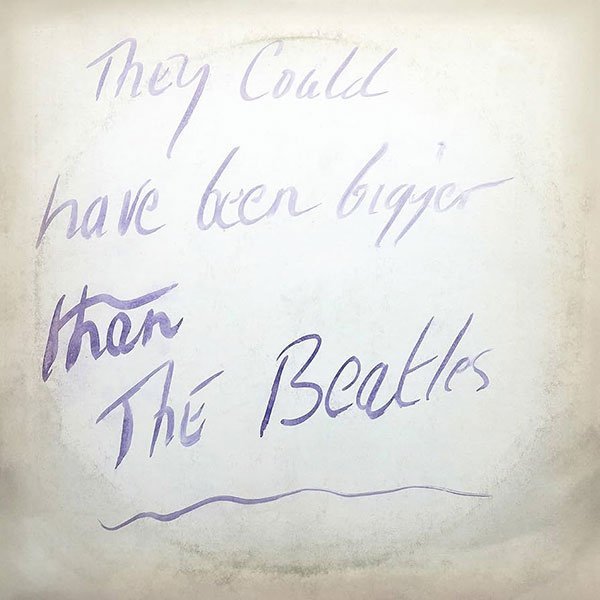 They Could
have been bigger
than
The Beatles